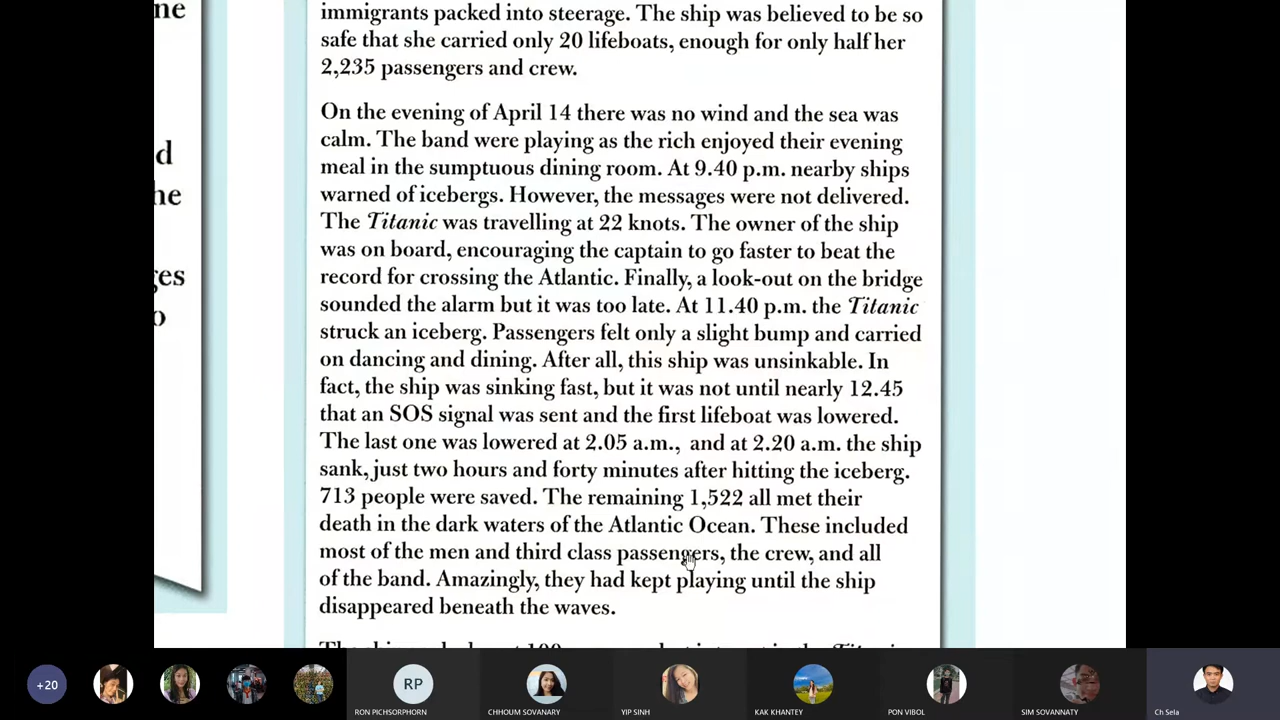 immigrants packed into steerage. The ship was believed to be so
safe that she carried only 20 lifeboats, enough for only half her
2,235 passengers and crew.
On the evening of April 14 there was no wind and the sea was
calm. The band were playing as the rich enjoyed their evening
meal in the sumptuous dining room. At 9.40 p.m. nearby ships
warned of icebergs. However, the messages were not delivered.
The Titanic was travelling at 22 knots. The owner of the ship
was on board, encouraging the captain to go faster to beat the
record for crossing the Atlantic. Finally, a look-out on the bridge
sounded the alarm but it was too late. At 11.40 p.m. the Titanic
struck an iceberg. Passengers felt only a slight bump and carried
on dancing and dining. After all, this ship was unsinkable. In
fact, the ship was sinking fast, but it was not until nearly 12.45
that an SOS signal was sent and the first lifeboat was lowered.
The last one was lowered at 2.05 a.m., and at 2.20 a.m. the ship
sank, just two hours and forty minutes after hitting the iceberg.
713 people were saved. The remaining 1,522 all met their
death in the dark waters of the Atlantic Ocean. These included
most of the men and third class passengers, the crew, and all
of the band. Amazingly, they had kept playing until the ship
disappeared beneath the waves.
+20
RP
RON PICHSORPHORN
CHHOUM SOVANARY
YIP SINH
KAK KHANTEY
PON VIBOL
SIM SOVANNATY
Ch Sela